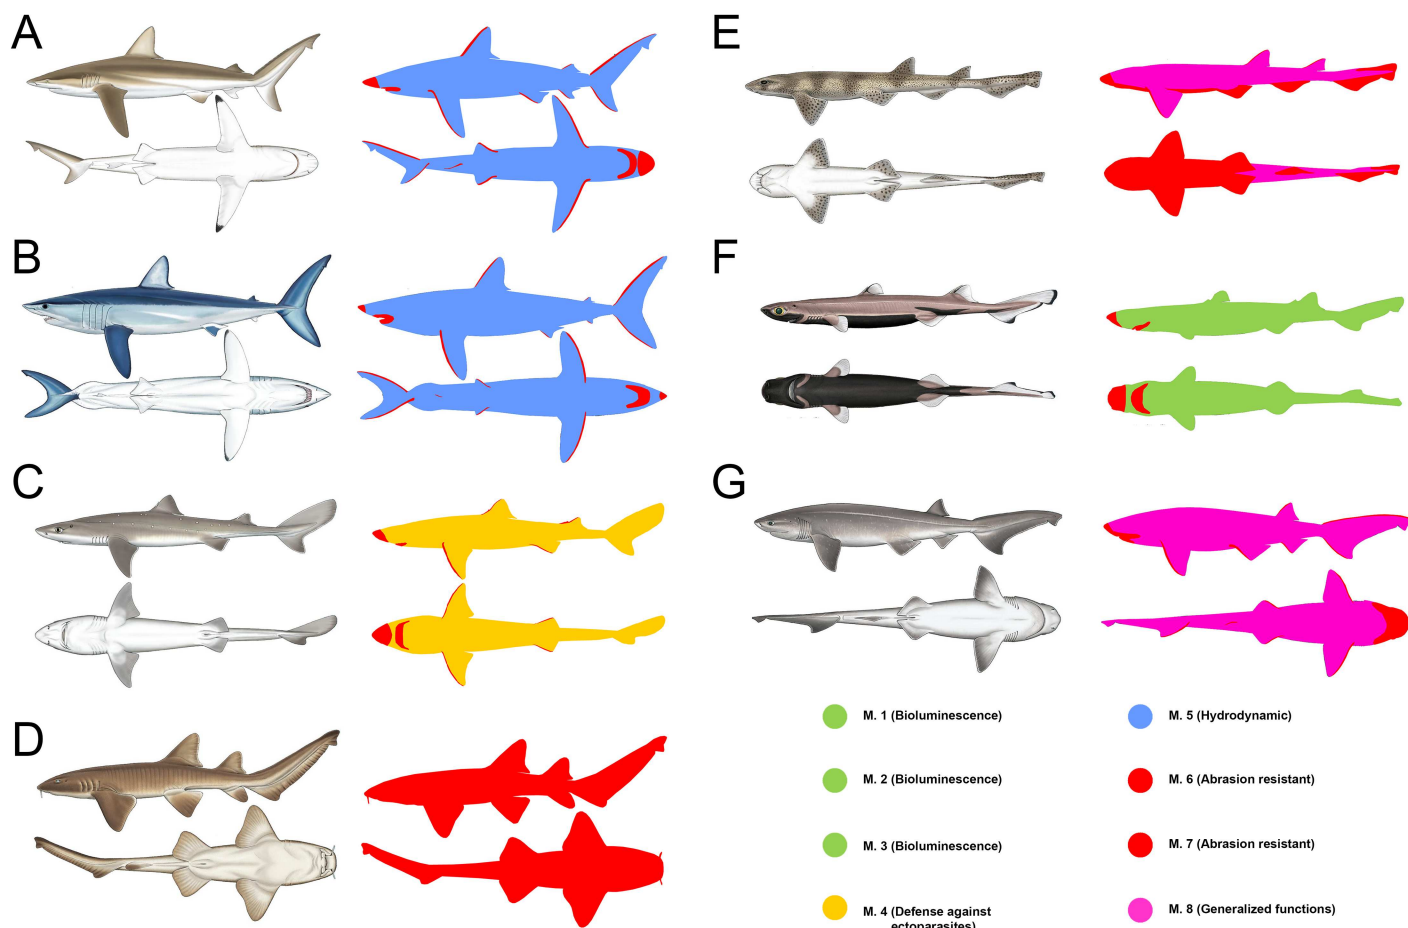 A
B
C
D
E
F
G
M. 1 (Bioluminescence)
M. 2 (Bioluminescence)
M. 3 (Bioluminescence)
M. 4 (Defense against
ectoparasites)
M. 5 (Hydrodynamic)
M. 6 (Abrasion resistant)
M. 7 (Abrasion resistant)
M. 8 (Generalized functions)